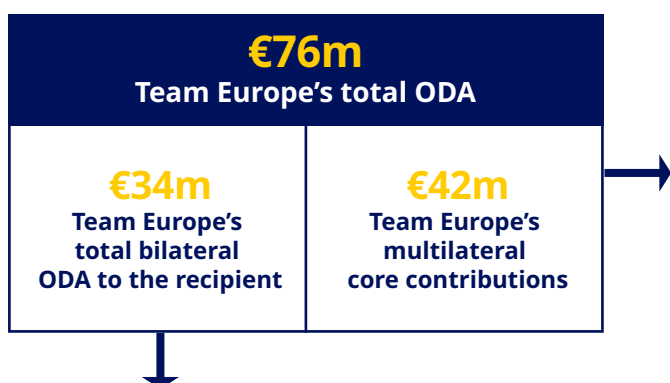 €76m
Team Europe’s total ODA
€34m
Team Europe’s
total bilateral
ODA to the recipient
€42m
Team Europe’s
multilateral
core contributions